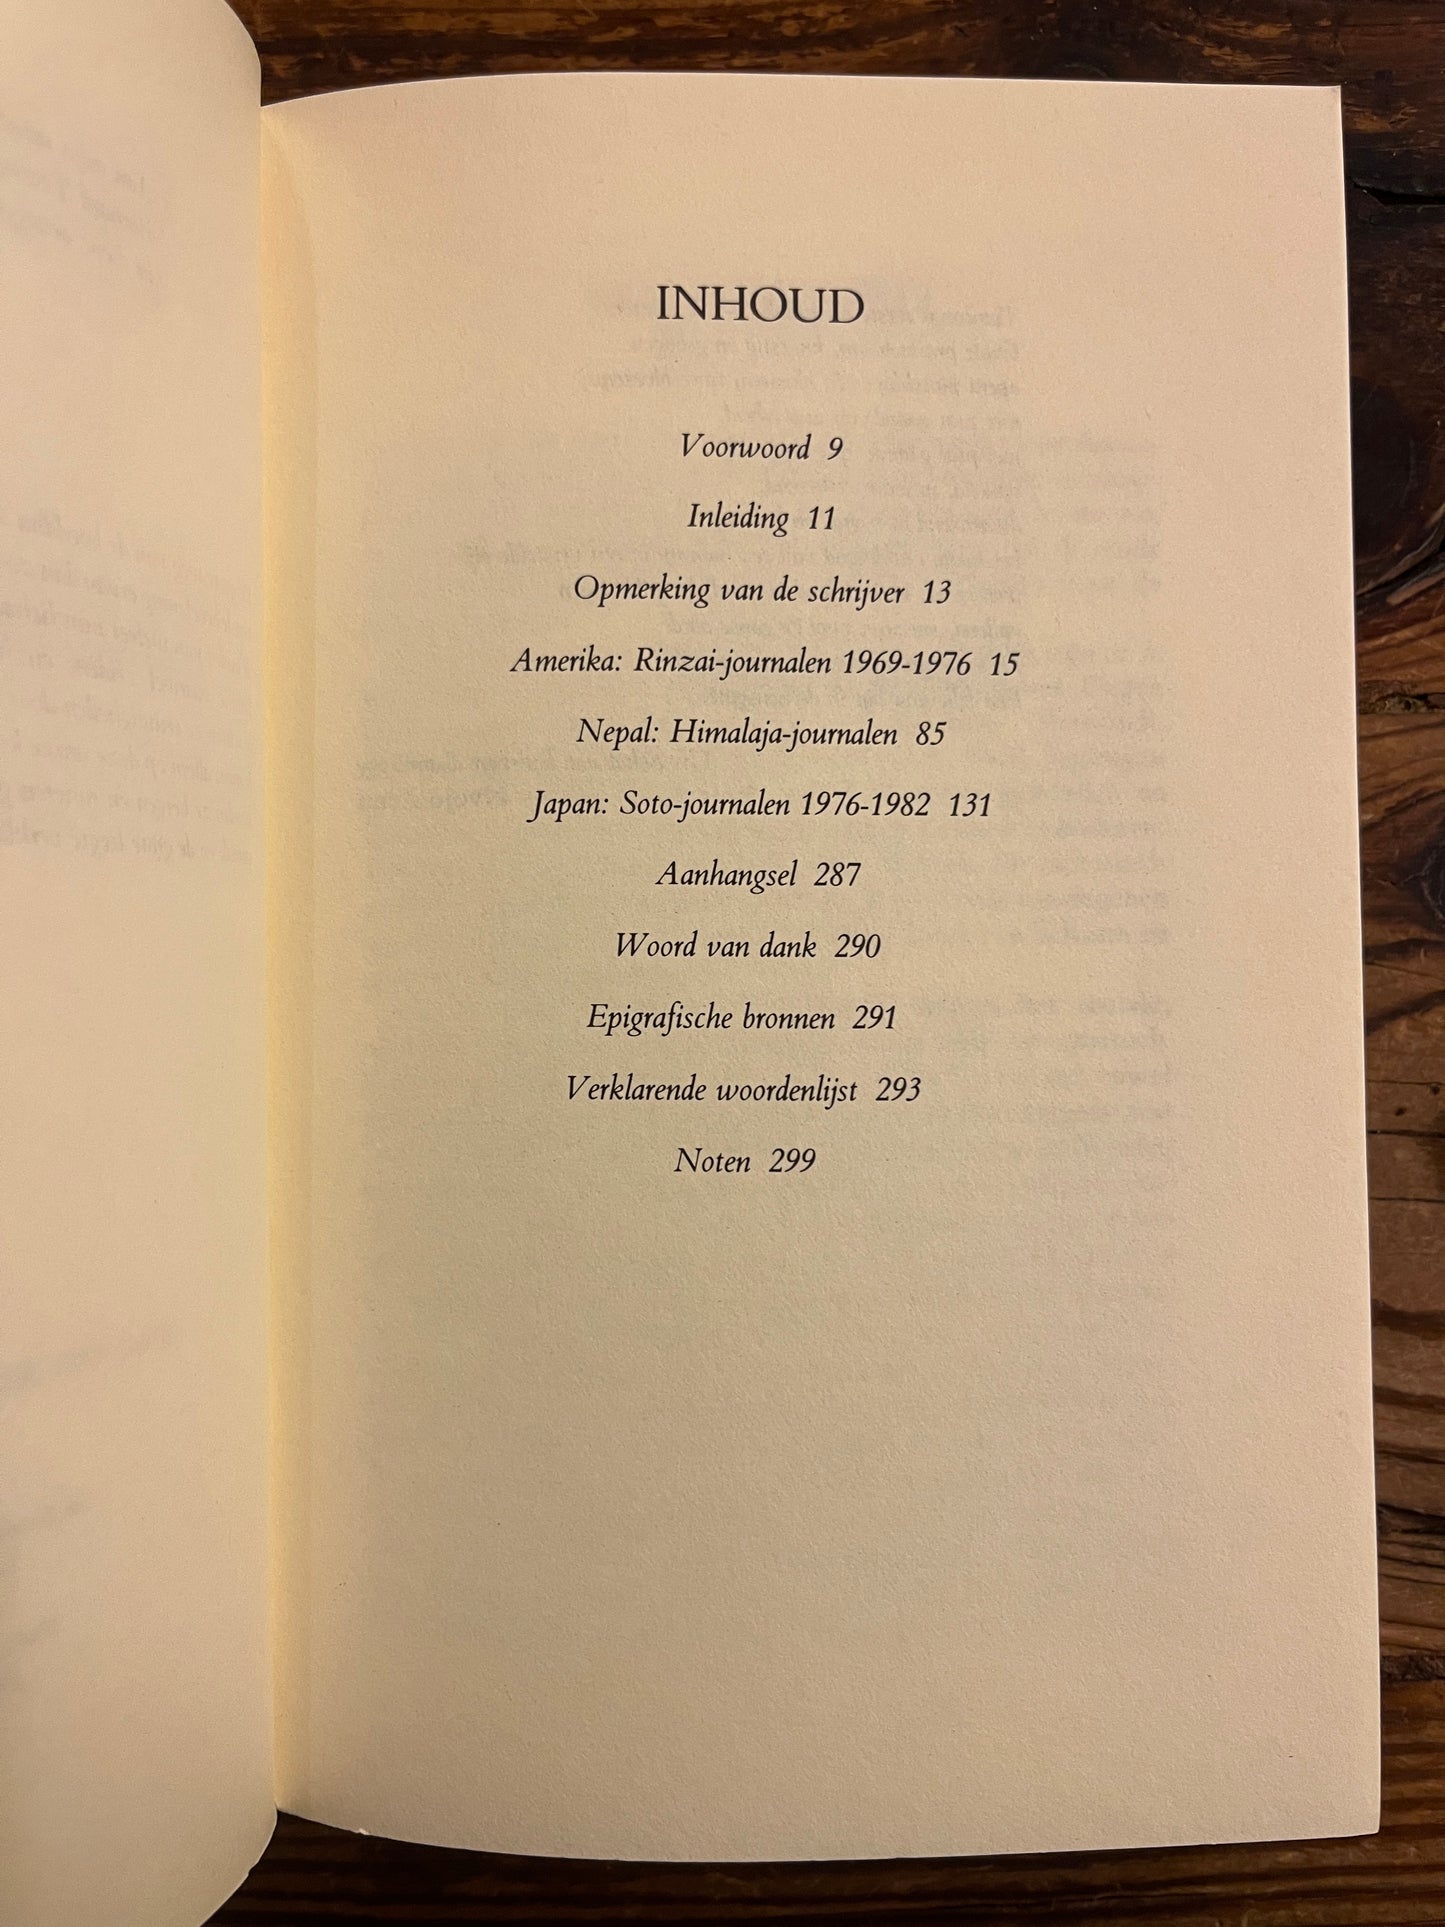 INHOUD
Voorwoord 9
Inleiding 11
Opmerking van de schrijver 13
Amerika: Rinzai-journalen 1969-1976 15
Nepal: Himalaja-journalen 85
Japan: Soto-journalen 1976-1982 131
Aanhangsel 287
Woord van dank 290
Epigrafische bronnen 291
Verklarende woordenlijst 293
Noten 299